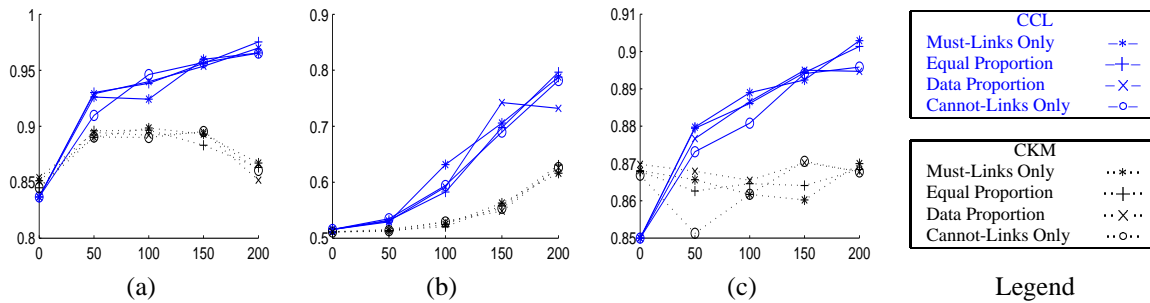 1
0.95
0.9
0.85
0.8
0 50 100 150 200
(a)
0.9
0.8
0.7
0.6
0.5
0 50 100 150 200
(b)
0.91
0.9
0.89
0.88
0.87
0.86
0.85
0 50 100 150 200
(c)
CCL
Must-Links Only
Equal Proportion
Data Proportion
Cannot-Links Only
CKM
Must-Links Only
Equal Proportion
Data Proportion
Cannot-Links Only
Legend